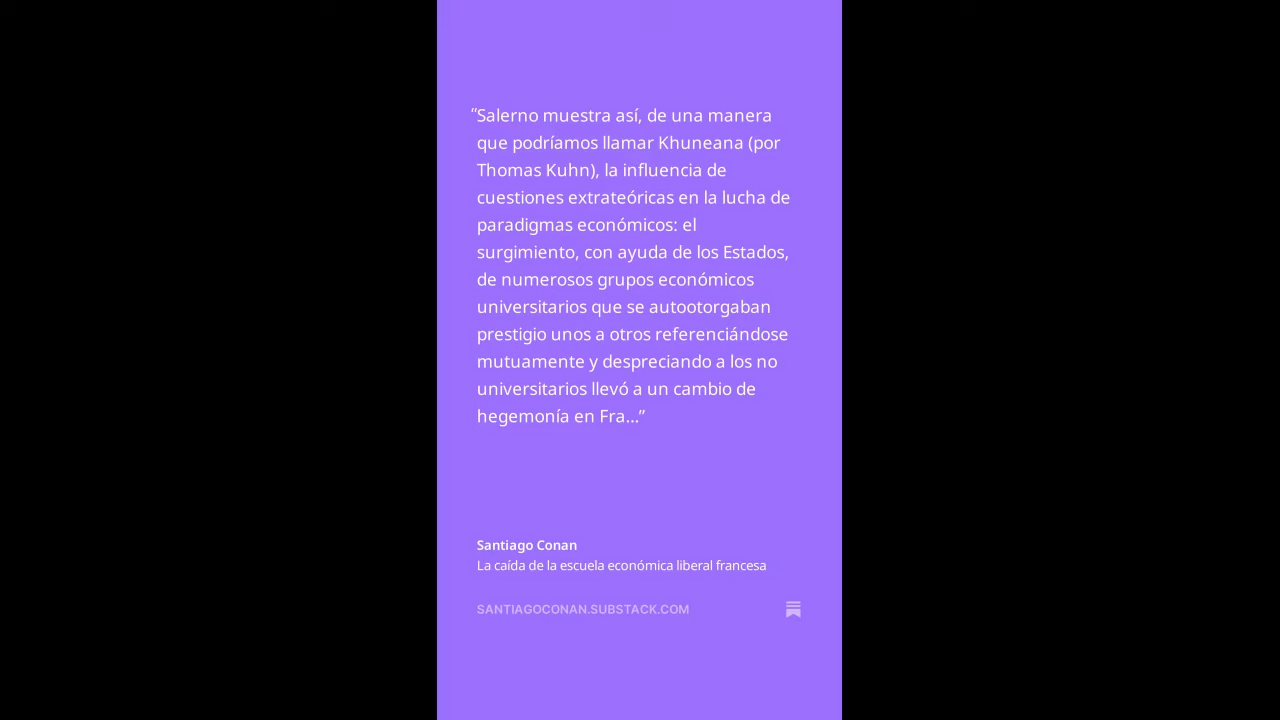 “Salerno muestra así, de una manera
que podríamos llamar Khuneana (por
Thomas Kuhn), la influencia de
cuestiones extrateóricas en la lucha de
paradigmas económicos: el
surgimiento, con ayuda de los Estados,
de numerosos grupos económicos
universitarios que se autootorgaban
prestigio unos a otros referenciándose
mutuamente y despreciando a los no
universitarios llevó a un cambio de
hegemonía en Fra...”
Santiago Conan
La caída de la escuela económica liberal francesa
SANTIAGOCONAN.SUBSTACK.COM